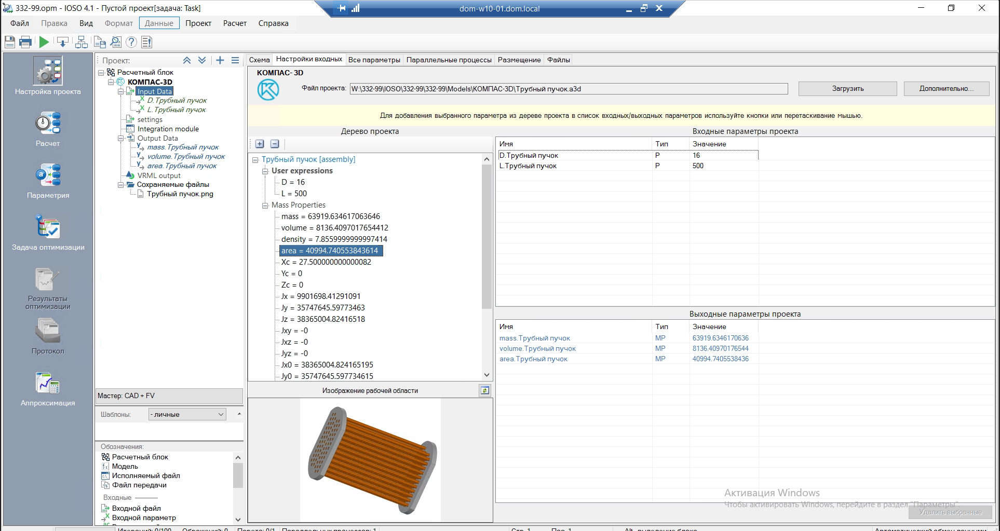 332-99.opm - IOSO 4.1 - Пустой проект[задача: Task]
dom-w10-01.dom.local
Файл Правка Вид Формат Данные Проект Расчет Справка
Настройка проекта
Расчет
Параметрия
Задача оптимизации
Результаты
оптимизации
Протокол
Аппроксимация
Проект:
Расчетный блок
КОМПАС-3D
Input Data
D.Трубный пучок
L.Трубный пучок
settings
Integration module
Output Data
mass.Трубный пучок
volume.Трубный пучок
area.Трубный пучок
VRML output
Сохраняемые файлы
Трубный пучок.png
Мастер: CAD + FV
Шаблоны: - личные
Обозначения:
Расчетный блок
Модель
Исполняемый файл
Файл передачи
Входные
Входной файл
Входной параметр
Схема Настройки входных Все параметры Параллельные процессы Размещение Файлы
КОМПАС- 3D
Файл проекта: W:\332-99\IOSO\332-99\332-99\Models\КОМПАС-3D\Трубный пучок.a3d Загрузить Дополнительно...
Для добавления выбранного параметра из дереве проекта в список входных/выходных параметров используйте кнопки или перетаскивание мышью.
Дерево проекта
Трубный пучок [assembly]
User expressions
D = 16
L = 500
Mass Properties
mass = 63919.634617063646
volume = 8136.4097017654412
density = 7.8559999999997414
area = 40994.740553843614
Xc = 27.500000000000082
Yc = 0
Zc = 0
Jx = 9901698.41291091
Jy = 35747645.59773463
Jz = 38365004.82416518
Jxy = -0
Jxz = -0
Jyz = -0
Jx0 = 38365004.824165195
Jy0 = 35747645.597734615
Изображение рабочей области
Входные параметры проекта
Имя Тип Значение
D.Трубный пучок P 16
L.Трубный пучок P 500
Выходные параметры проекта
Имя Тип Значение
mass.Трубный пучок MP 63919.6346170636
volume.Трубный пучок MP 8136.40970176544
area.Трубный пучок MP 40994.7405538436
Активация Windows
Чтобы активировать Windows, перейдите в раздел "Параметры".
Удалить выбранные
Итераций: 0/100 Обращений: 0 Парето: 0/1 Параллельных процессов: 1 Стр. 1 Поз. 1 Alt - выделение блока Автоматический обмен данными